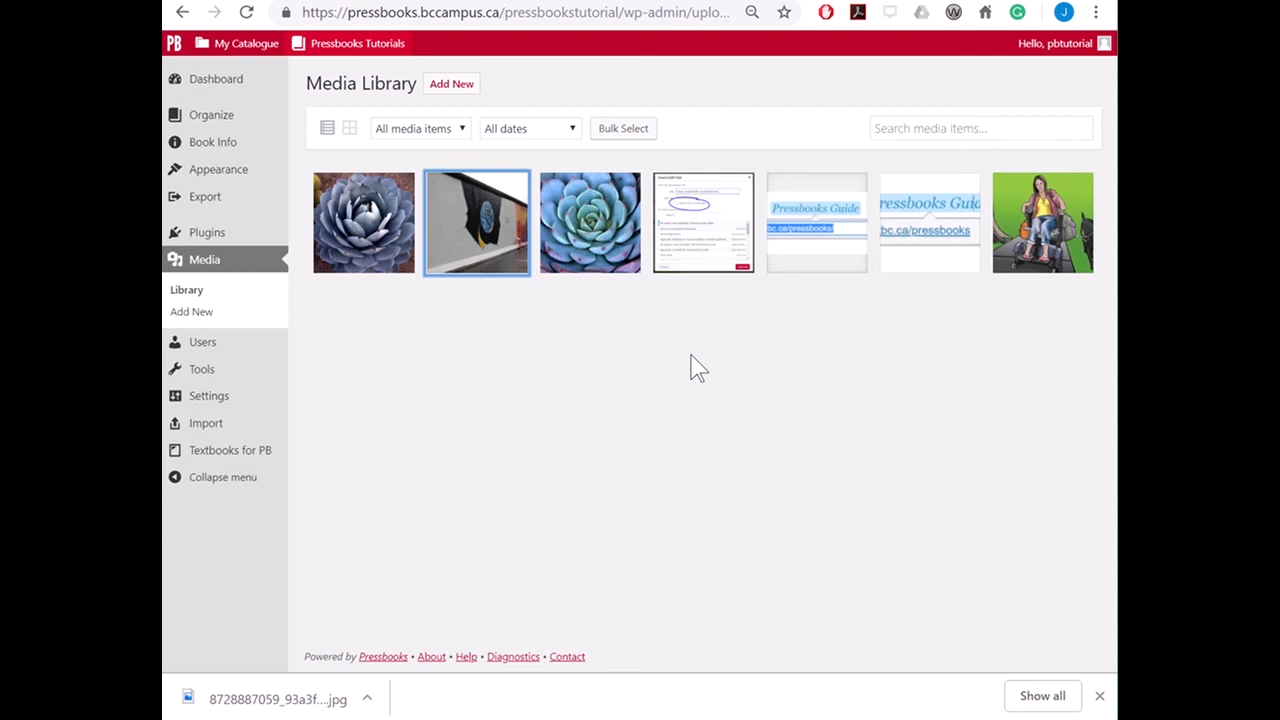 https://pressbooks.bccampus.ca/pressbookstutorial/wp-admin/uplo...
PB My Catalogue Pressbooks Tutorials Hello, pbtutorial
Dashboard
Organize
Book Info
Appearance
Export
Plugins
Media
Library
Add New
Users
Tools
Settings
Import
Textbooks for PB
Collapse menu
Media Library Add New
All media items All dates Bulk Select Search media items...
Pressbooks Guide
bc.ca/pressbooks/
ressbooks Guid
bc.ca/pressbooks
Powered by Pressbooks • About • Help • Diagnostics • Contact
8728887059_93a3f....jpg Show all